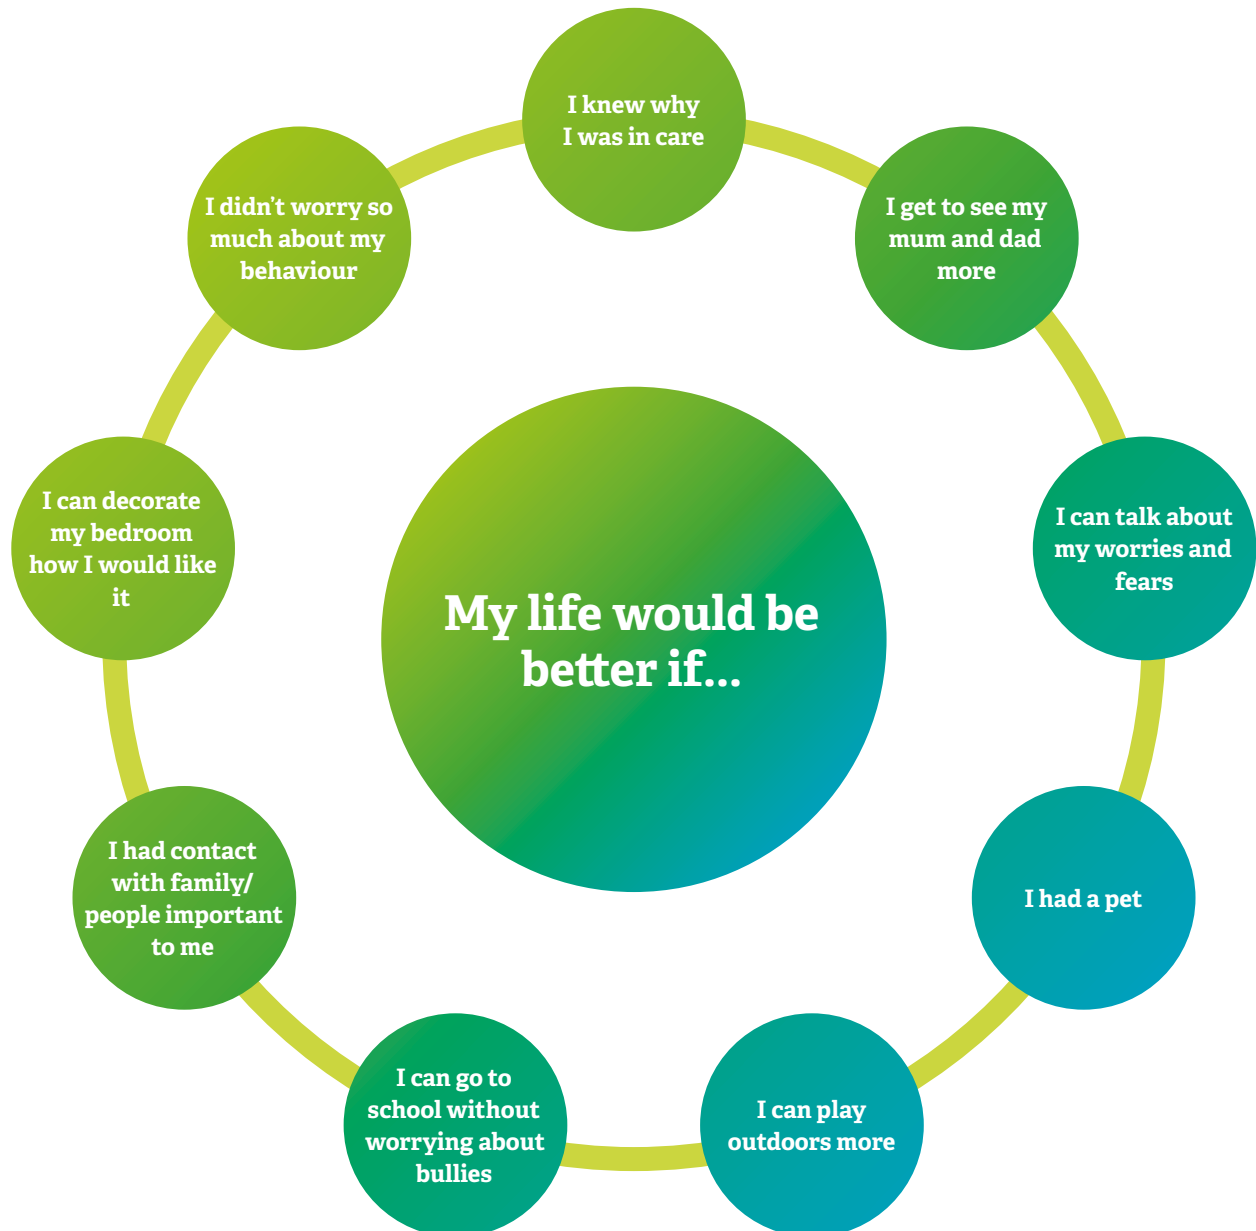 I knew why
I was in care
I get to see my
mum and dad
more
I can talk about
my worries and
fears
I had a pet
I can play
outdoors more
I can go to
school without
worrying about
bullies
I had contact
with family/
people important
to me
I can decorate
my bedroom
how I would like
it
I didn't worry so
much about my
behaviour
My life would be
better if...